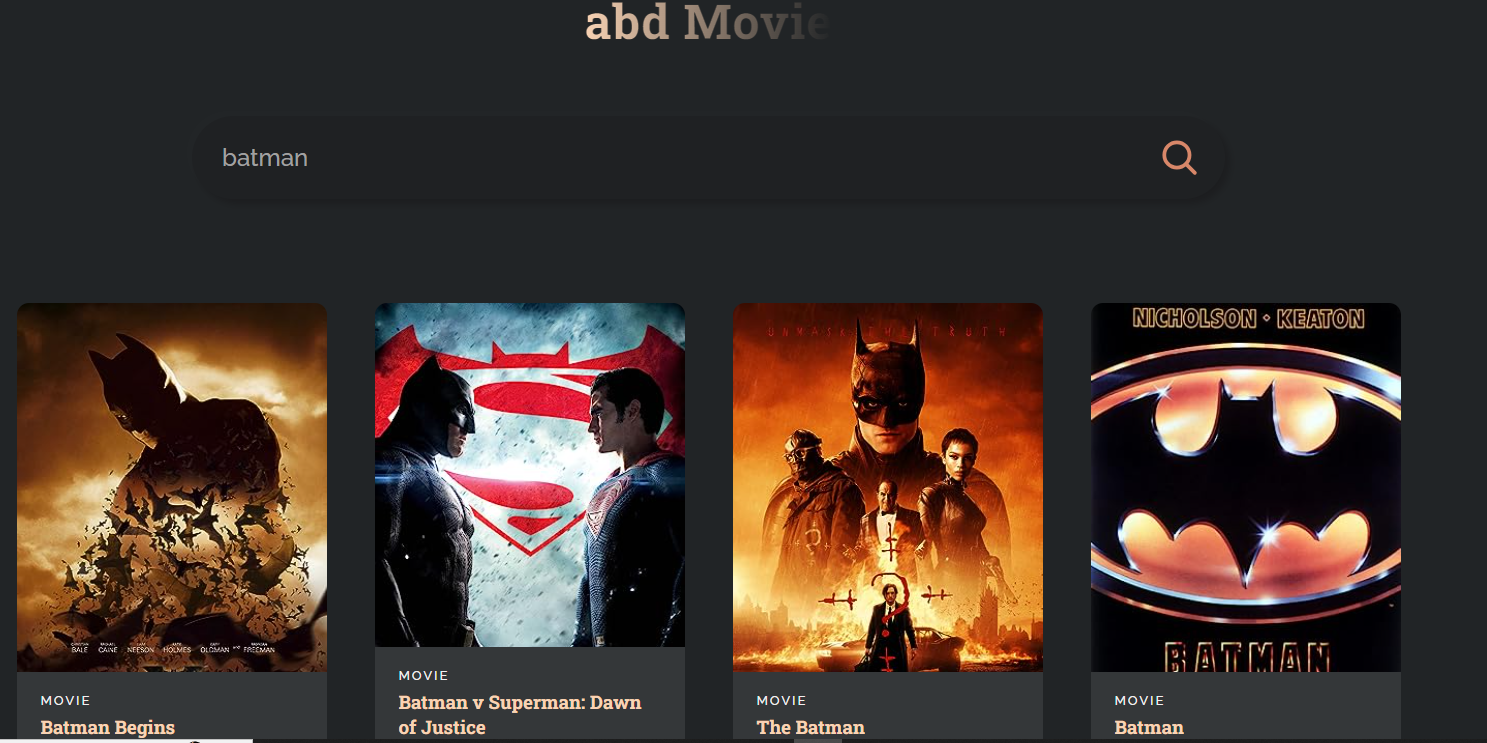 abd Movie
batman
UNMASK THE TRUTH
NICHOLSON · KEATON
BALE CAINE NEESON HOLMES OLDMAN AND FREEMAN
BATMAN
MOVIE
Batman Begins
MOVIE
Batman v Superman: Dawn
of Justice
MOVIE
The Batman
MOVIE
Batman